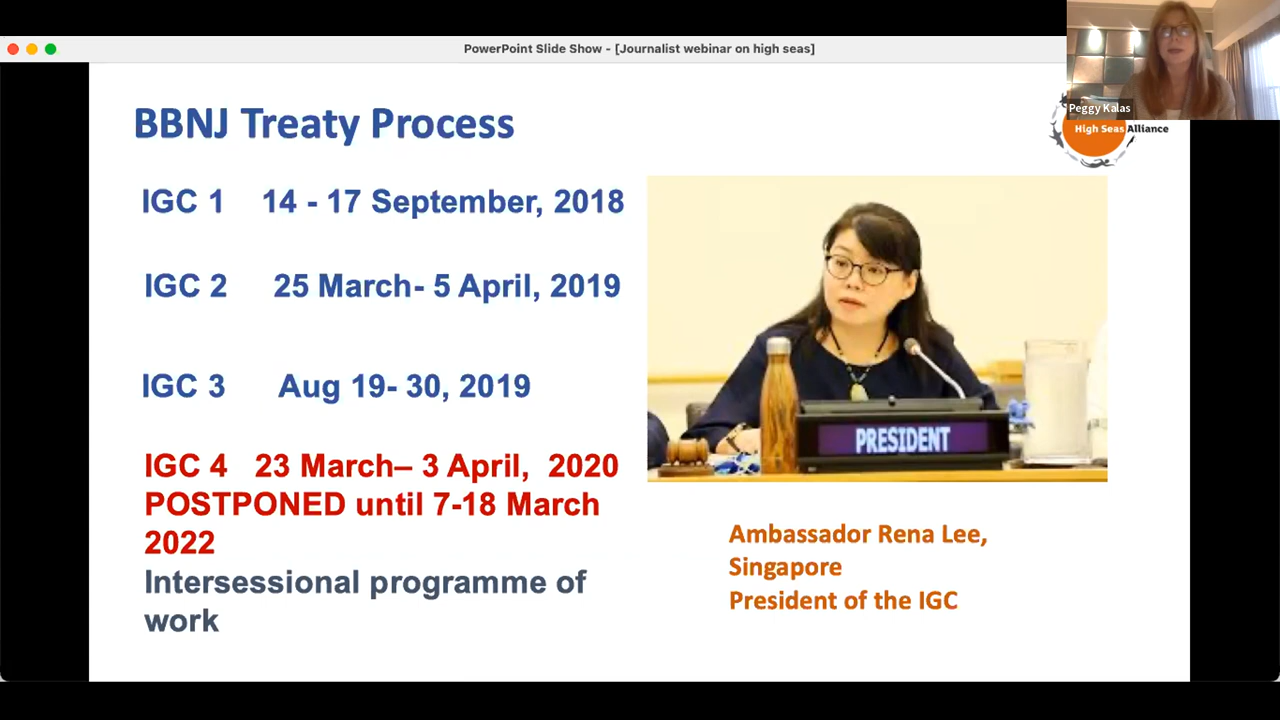 PowerPoint Slide Show - [Journalist webinar on high seas]
Peggy Kalas
High Seas Alliance
BBNJ Treaty Process
IGC 1 14 - 17 September, 2018
IGC 2 25 March- 5 April, 2019
IGC 3 Aug 19- 30, 2019
IGC 4 23 March– 3 April, 2020
POSTPONED until 7-18 March
2022
Intersessional programme of
work
PRESIDENT
Ambassador Rena Lee,
Singapore
President of the IGC